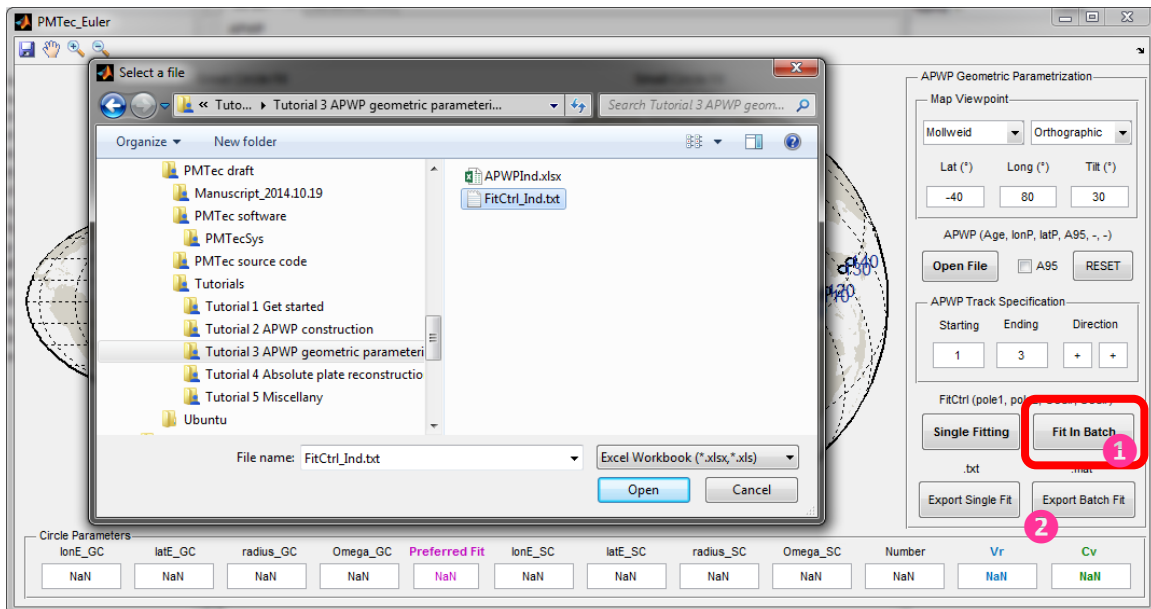 PMTec_Euler
Select a file
« Tuto... ▸ Tutorial 3 APWP geometric parameteri...
Search Tutorial 3 APWP geom...
Organize
New folder
PMTec draft
Manuscript_2014.10.19
PMTec software
PMTecSys
PMTec source code
Tutorials
Tutorial 1 Get started
Tutorial 2 APWP construction
Tutorial 3 APWP geometric parameteri
Tutorial 4 Absolute plate reconstructio
Tutorial 5 Miscellany
Ubuntu
APWPInd.xlsx
FitCtrl_Ind.txt
File name:
FitCtrl_Ind.txt
Excel Workbook (*.xlsx,*.xls)
Open
Cancel
APWP Geometric Parametrization
Map Viewpoint
Mollweid
Orthographic
Lat (°) Long (°) Tilt (°)
-40 80 30
APWP (Age, lonP, latP, A95, -, -)
Open File
A95
RESET
APWP Track Specification
Starting Ending Direction
1 3 + +
FitCtrl (pole1,
Single Fitting
Fit In Batch
1
.txt .mat
Export Single Fit
Export Batch Fit
2
Circle Parameters
lonE_GC latE_GC radius_GC Omega_GC Preferred Fit lonE_SC latE_SC radius_SC Omega_SC Number Vr Cv
NaN NaN NaN NaN NaN NaN NaN NaN NaN NaN NaN NaN